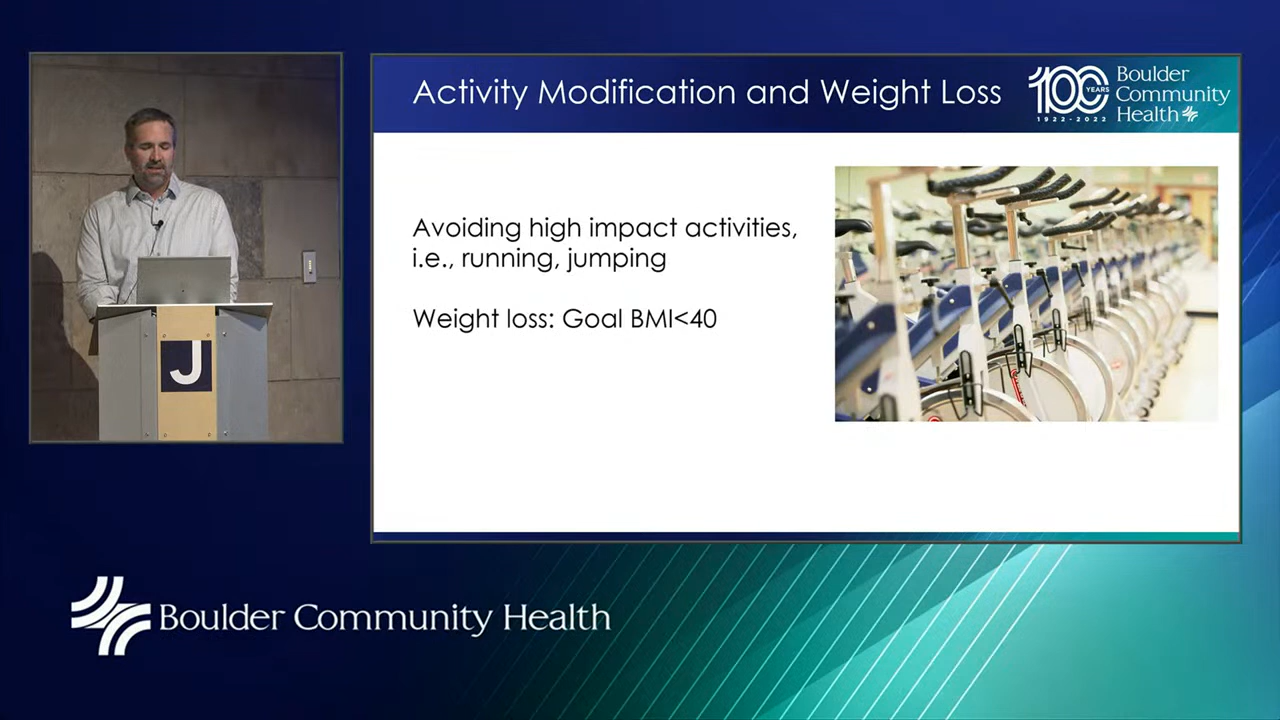 Activity Modification and Weight Loss
100
YEARS
1922-2022
Boulder
Community
Health
Avoiding high impact activities,
i.e., running, jumping
Weight loss: Goal BMI<40
J
Boulder Community Health